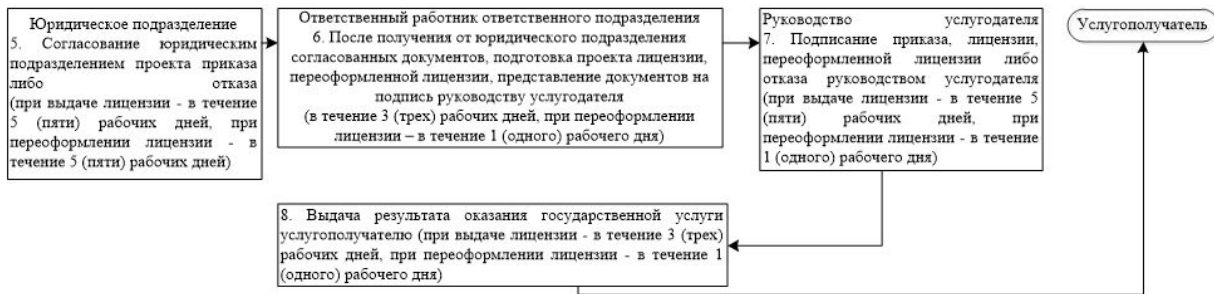 Юридическое подразделение
5. Согласование юридическим
подразделением проекта приказа
либо отказа
(при выдаче лицензии - в течение
5 (пяти) рабочих дней, при
переоформлении лицензии - в
течение 5 (пяти) рабочих дней)
Ответственный работник ответственного подразделения
6. После получения от юридического подразделения
согласованных документов, подготовка проекта лицензии,
переоформленной лицензии, представление документов на
подпись руководству услугодателя
(в течение 3 (трех) рабочих дней, при переоформлении
лицензии – в течение 1 (одного) рабочего дня)
Руководство услугодателя
7. Подписание приказа, лицензии,
переоформленной лицензии либо
отказа руководством услугодателя
(при выдаче лицензии - в течение 5
(пяти) рабочих дней, при
переоформлении лицензии - в течение
1 (одного) рабочего дня)
Услугополучатель
8. Выдача результата оказания государственной услуги
услугополучателю (при выдаче лицензии - в течение 3 (трех)
рабочих дней, при переоформлении лицензии - в течение 1
(одного) рабочего дня)